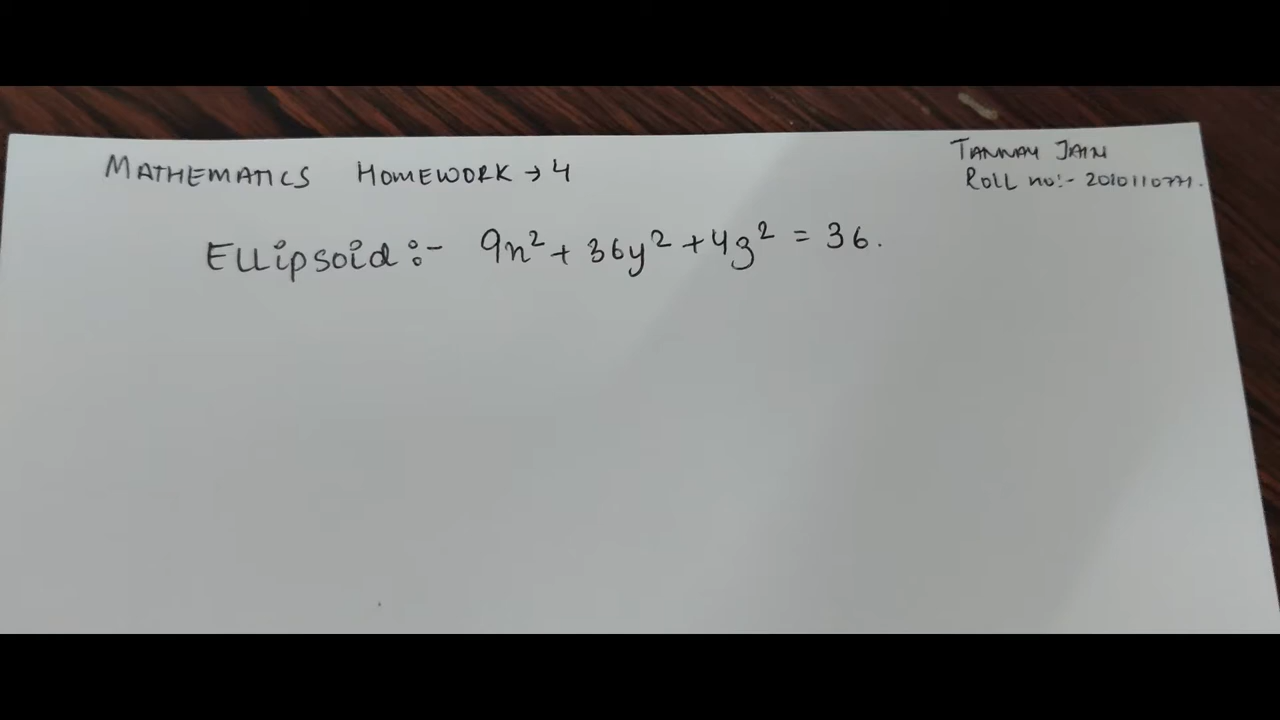 MATHEMATICS HOMEWORK → 4
TANMAY JAIN
ROLL no:-
Ellipsoid :- 9x² + 36y² + 4z² = 36.